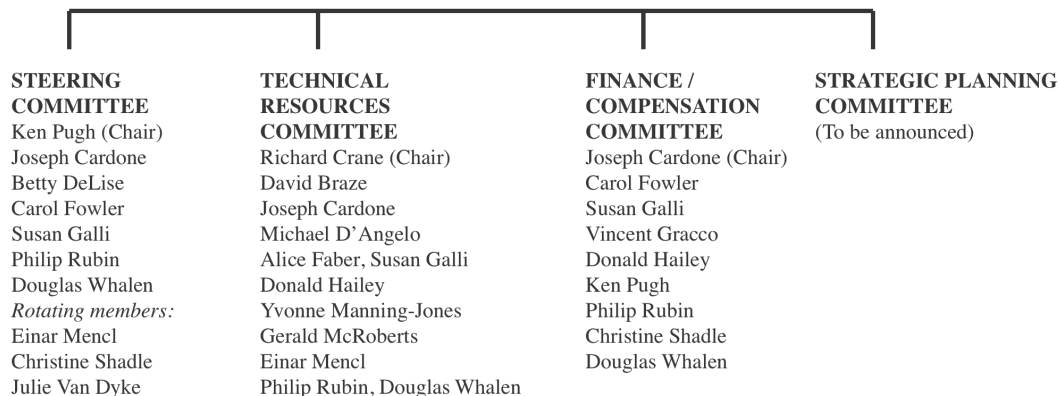 STEERING
COMMITTEE
Ken Pugh (Chair)
Joseph Cardone
Betty DeLise
Carol Fowler
Susan Galli
Philip Rubin
Douglas Whalen
Rotating members:
Einar Mencl
Christine Shadle
Julie Van Dyke
TECHNICAL
RESOURCES
COMMITTEE
Richard Crane (Chair)
David Braze
Joseph Cardone
Michael D’Angelo
Alice Faber, Susan Galli
Donald Hailey
Yvonne Manning-Jones
Gerald McRoberts
Einar Mencl
Philip Rubin, Douglas Whalen
FINANCE /
COMPENSATION
COMMITTEE
Joseph Cardone (Chair)
Carol Fowler
Susan Galli
Vincent Gracco
Donald Hailey
Ken Pugh
Philip Rubin
Christine Shadle
Douglas Whalen
STRATEGIC PLANNING
COMMITTEE
(To be announced)